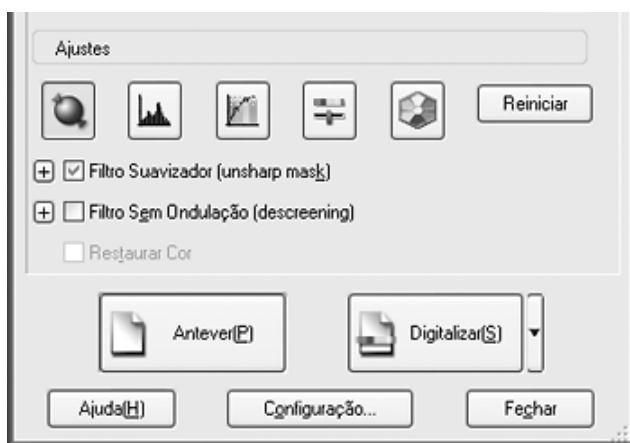 Ajustes
Reiniciar
Filtro Suavizador (unsharp mask)
Filtro Sem Ondulação (descreening)
Restaurar Cor
Antever(P) Digitalizar(S)
Ajuda(H) Configuração... Fechar